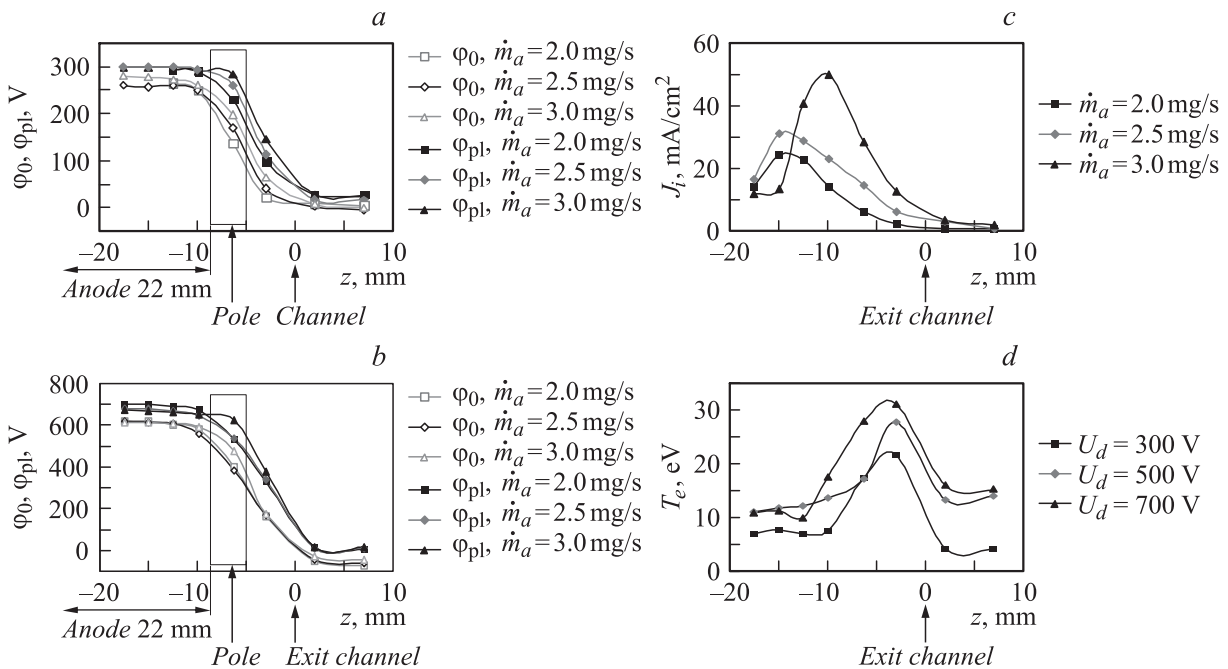 a
φ0, φpl, V
300
200
100
0
–20
–10
0
10
z, mm
Anode 22 mm
Pole
Channel
φ0, ṁa = 2.0 mg/s
φ0, ṁa = 2.5 mg/s
φ0, ṁa = 3.0 mg/s
φpl, ṁa = 2.0 mg/s
φpl, ṁa = 2.5 mg/s
φpl, ṁa = 3.0 mg/s
c
Ji, mA/cm²
60
40
20
0
–20
–10
0
10
z, mm
Exit channel
ṁa = 2.0 mg/s
ṁa = 2.5 mg/s
ṁa = 3.0 mg/s
b
φ0, φpl, V
800
600
400
200
0
–20
–10
0
10
z, mm
Anode 22 mm
Pole
Exit channel
φ0, ṁa = 2.0 mg/s
φ0, ṁa = 2.5 mg/s
φ0, ṁa = 3.0 mg/s
φpl, ṁa = 2.0 mg/s
φpl, ṁa = 2.5 mg/s
φpl, ṁa = 3.0 mg/s
d
Te, eV
30
20
10
0
–20
–10
0
10
z, mm
Exit channel
Ud = 300 V
Ud = 500 V
Ud = 700 V